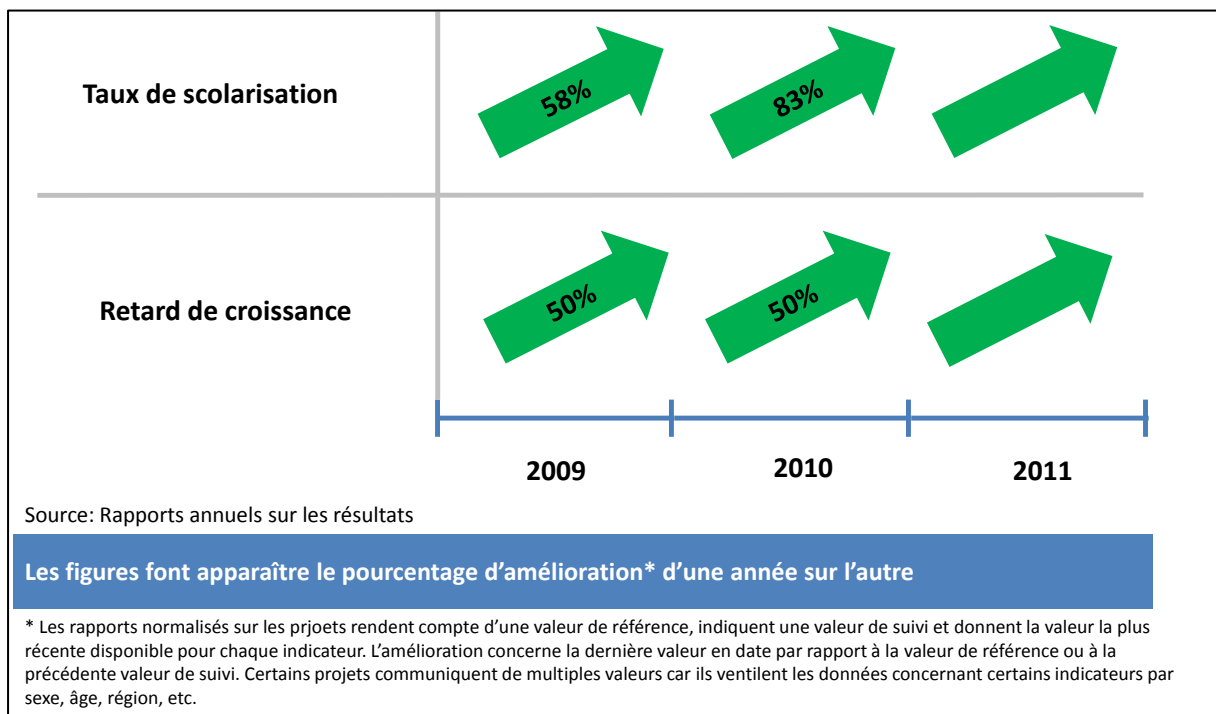 Taux de scolarisation
58%
83%
Retard de croissance
50%
50%
2009
2010
2011
Source: Rapports annuels sur les résultats
Les figures font apparaître le pourcentage d’amélioration* d’une année sur l’autre
* Les rapports normalisés sur les prjoets rendent compte d’une valeur de référence, indiquent une valeur de suivi et donnent la valeur la plus
récente disponible pour chaque indicateur. L’amélioration concerne la dernière valeur en date par rapport à la valeur de référence ou à la
précédente valeur de suivi. Certains projets communiquent de multiples valeurs car ils ventilent les données concernant certains indicateurs par
sexe, âge, région, etc.